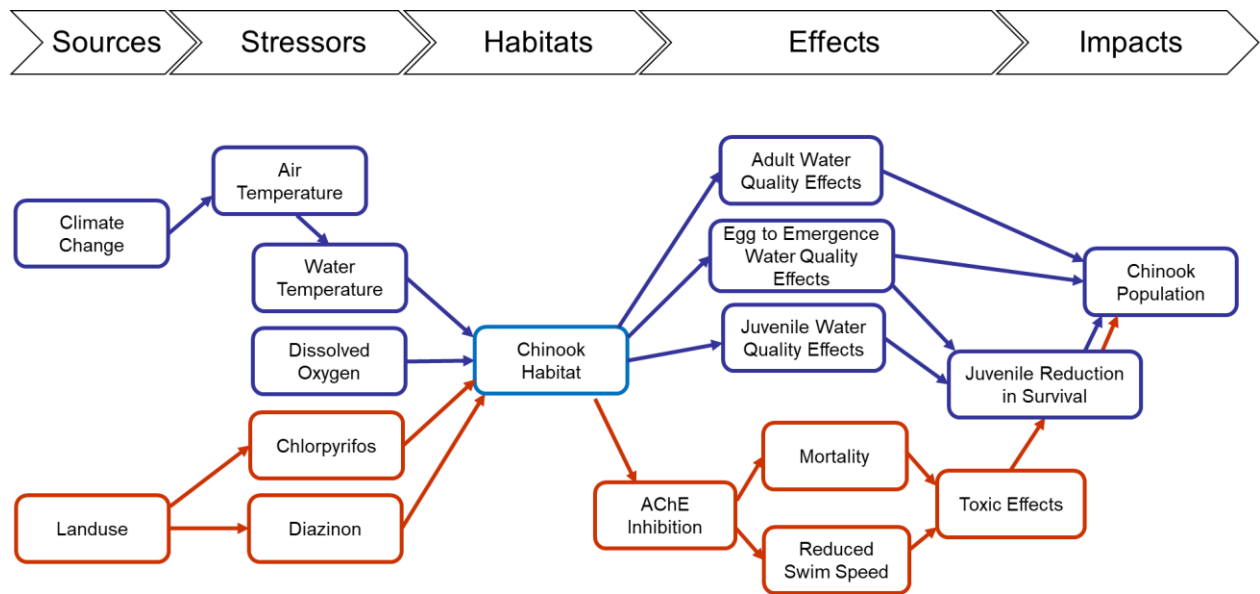 Sources
Stressors
Habitats
Effects
Impacts
Air
Temperature
Climate
Change
Water
Temperature
Dissolved
Oxygen
Chlorpyrifos
Landuse
Diazinon
Chinook
Habitat
Adult Water
Quality Effects
Egg to Emergence
Water Quality
Effects
Juvenile Water
Quality Effects
AChE
Inhibition
Mortality
Reduced
Swim Speed
Toxic Effects
Juvenile Reduction
in Survival
Chinook
Population